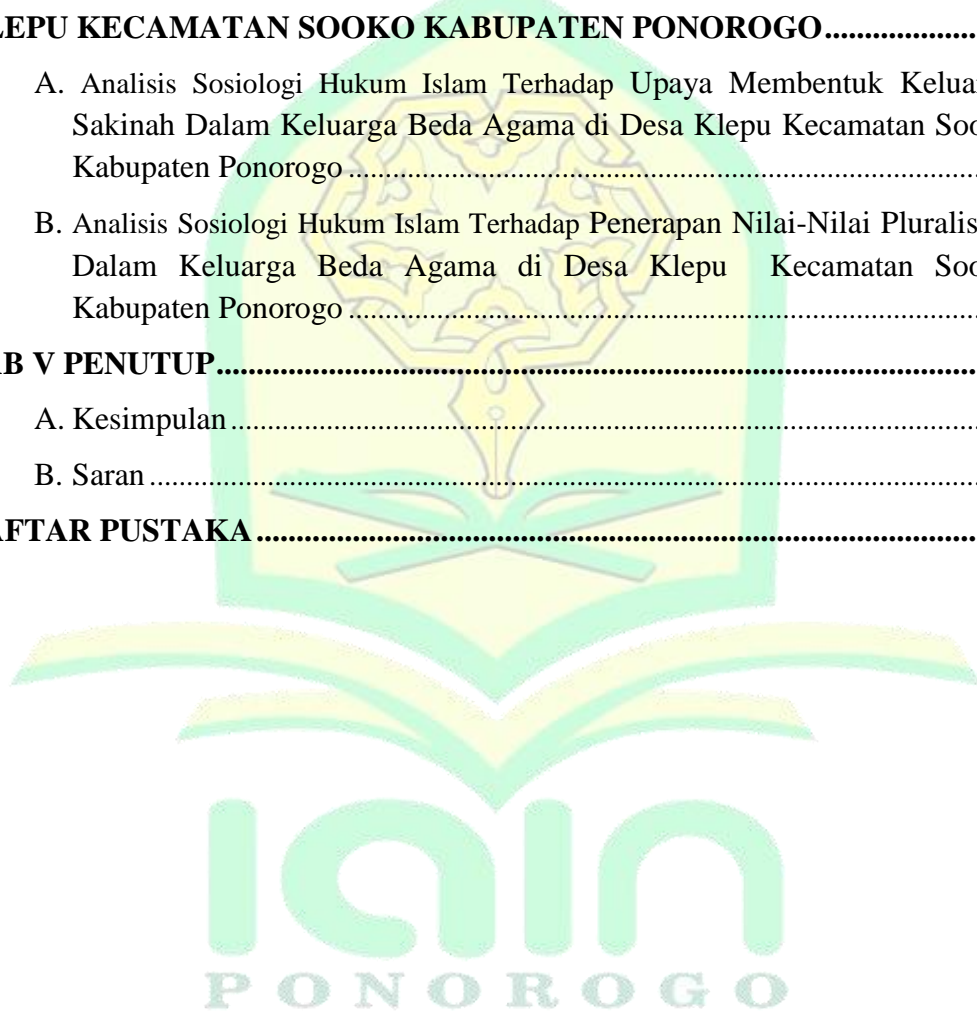 LEPU KECAMATAN SOOKO KABUPATEN PONOROGO....................
A. Analisis Sosiologi Hukum Islam Terhadap Upaya Membentuk Keluar
Sakinah Dalam Keluarga Beda Agama di Desa Klepu Kecamatan Soo
Kabupaten Ponorogo....................
B. Analisis Sosiologi Hukum Islam Terhadap Penerapan Nilai-Nilai Pluralis
Dalam Keluarga Beda Agama di Desa Klepu Kecamatan Soo
Kabupaten Ponorogo....................
B V PENUTUP....................
A. Kesimpulan....................
B. Saran....................
AFTAR PUSTAKA....................
iain
PONOROGO